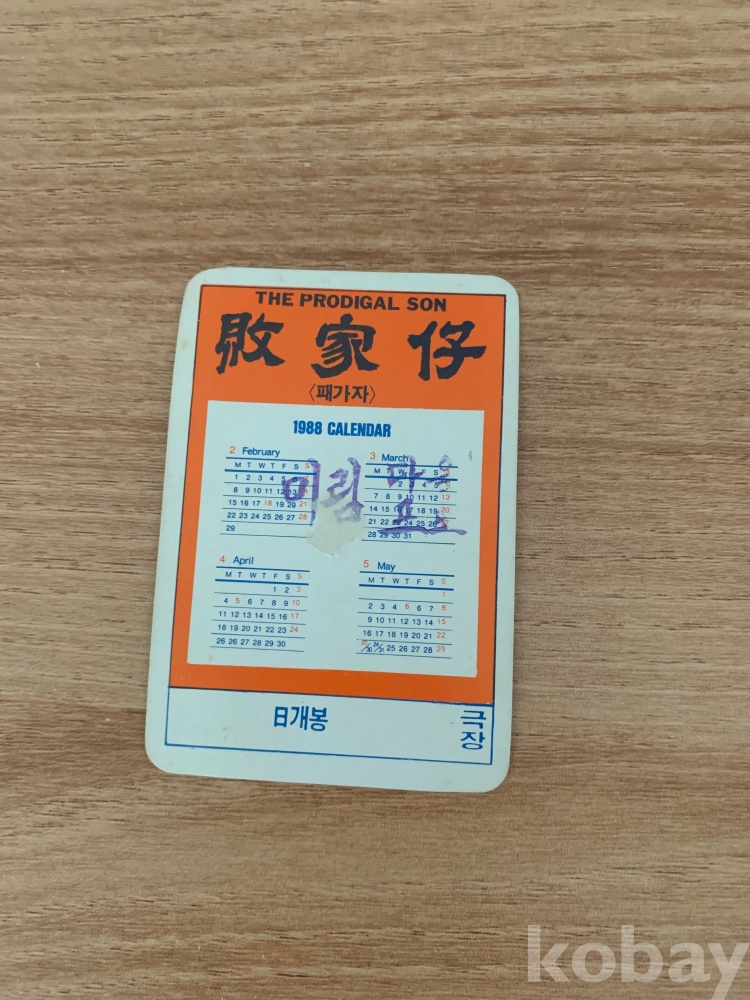 THE PRODIGAL SON
敗家仔
〈패가자〉
1988 CALENDAR
2 February
M T W T F S S
1 2 3 4 5
8 9 10 11 12 13
15 16 17 18 19 20 21
22 23 24 25 26 27 28
29
3 March
M T W T F S
2 3 4 5
7 8 9 10 11 12 13
14 15 16 17 18 19 20
21 22 23 24 25 26
28 29 30 31
미림
4 April
M T W T F S S
1 2 3
4 5 6 7 8 9 10
11 12 13 14 15 16 17
18 19 20 21 22 23 24
26 26 27 28 29 30
5 May
M T W T F S S
1
2 3 4 5 6 7 8
9 10 11 12 13 14 15
16 17 18 19 20 21 22
23/30 24/31 25 26 27 28 29
日개봉
극장
kobay